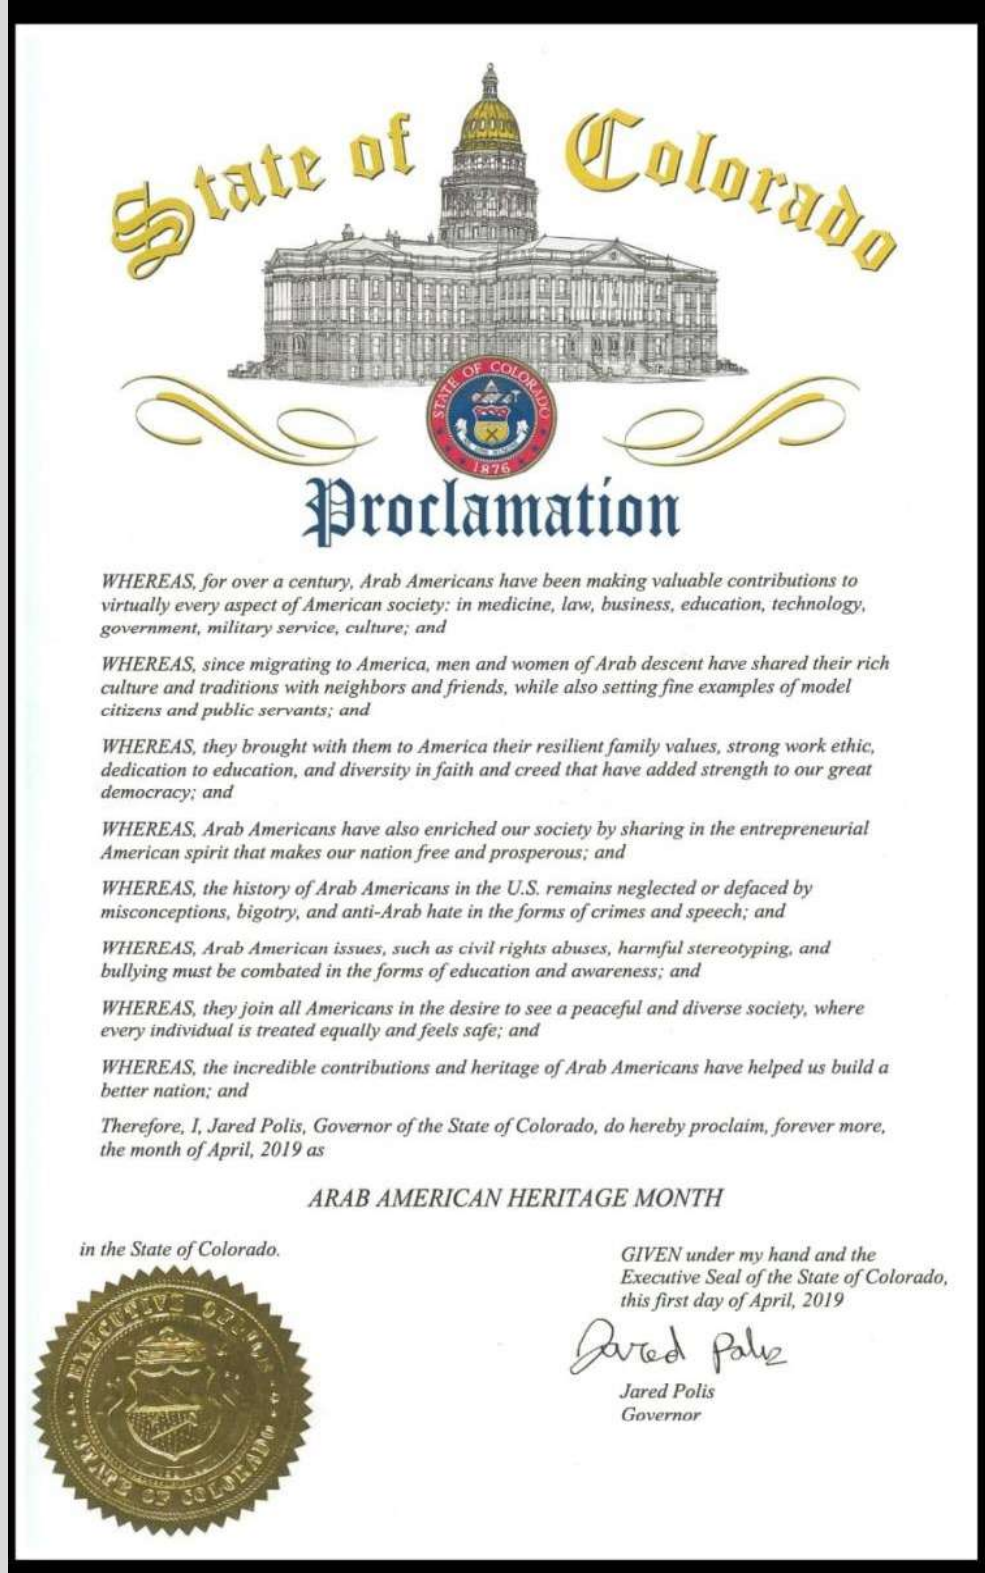 State of Colorado
STATE OF COLORADO
1876
Proclamation
WHEREAS, for over a century, Arab Americans have been making valuable contributions to
virtually every aspect of American society: in medicine, law, business, education, technology,
government, military service, culture; and
WHEREAS, since migrating to America, men and women of Arab descent have shared their rich
culture and traditions with neighbors and friends, while also setting fine examples of model
citizens and public servants; and
WHEREAS, they brought with them to America their resilient family values, strong work ethic,
dedication to education, and diversity in faith and creed that have added strength to our great
democracy; and
WHEREAS, Arab Americans have also enriched our society by sharing in the entrepreneurial
American spirit that makes our nation free and prosperous; and
WHEREAS, the history of Arab Americans in the U.S. remains neglected or defaced by
misconceptions, bigotry, and anti-Arab hate in the forms of crimes and speech; and
WHEREAS, Arab American issues, such as civil rights abuses, harmful stereotyping, and
bullying must be combated in the forms of education and awareness; and
WHEREAS, they join all Americans in the desire to see a peaceful and diverse society, where
every individual is treated equally and feels safe; and
WHEREAS, the incredible contributions and heritage of Arab Americans have helped us build a
better nation; and
Therefore, I, Jared Polis, Governor of the State of Colorado, do hereby proclaim, forever more,
the month of April, 2019 as
ARAB AMERICAN HERITAGE MONTH
in the State of Colorado.
GIVEN under my hand and the
Executive Seal of the State of Colorado,
this first day of April, 2019
Jared Polis
Jared Polis
Governor
EXECUTIVE OFFICE
STATE OF COLORADO